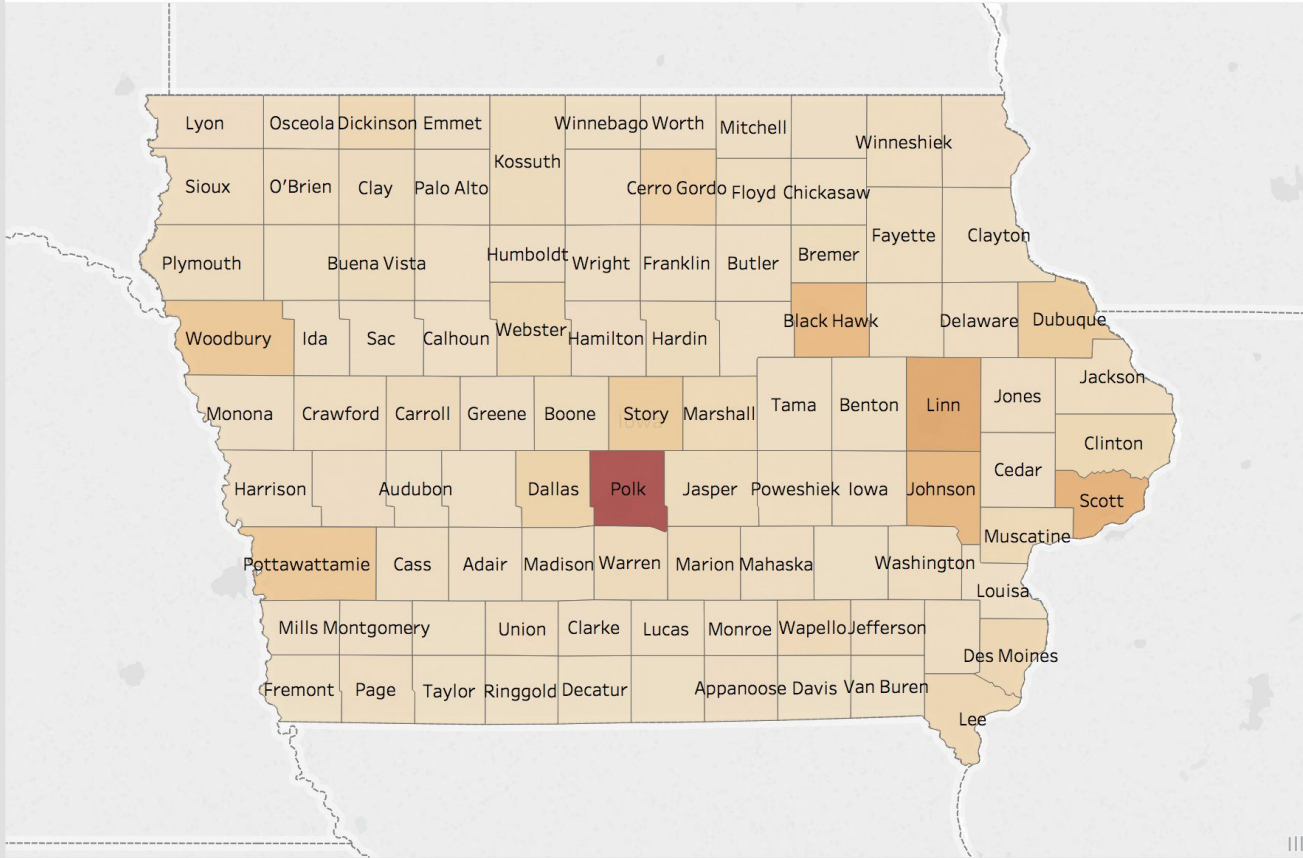 Lyon
Osceola
Dickinson
Emmet
Winnebago
Worth
Mitchell
Winneshiek
Kossuth
Sioux
O'Brien
Clay
Palo Alto
Cerro Gordo
Floyd
Chickasaw
Fayette
Clayton
Plymouth
Buena Vista
Humboldt
Wright
Franklin
Butler
Bremer
Woodbury
Ida
Sac
Calhoun
Webster
Hamilton
Hardin
Black Hawk
Delaware
Dubuque
Jackson
Monona
Crawford
Carroll
Greene
Boone
Story
Iowa
Marshall
Tama
Benton
Linn
Jones
Clinton
Cedar
Harrison
Audubon
Dallas
Polk
Jasper
Poweshiek
Iowa
Johnson
Scott
Muscatine
Pottawattamie
Cass
Adair
Madison
Warren
Marion
Mahaska
Washington
Louisa
Mills
Montgomery
Union
Clarke
Lucas
Monroe
Wapello
Jefferson
Des Moines
Fremont
Page
Taylor
Ringgold
Decatur
Appanoose
Davis
Van Buren
Lee